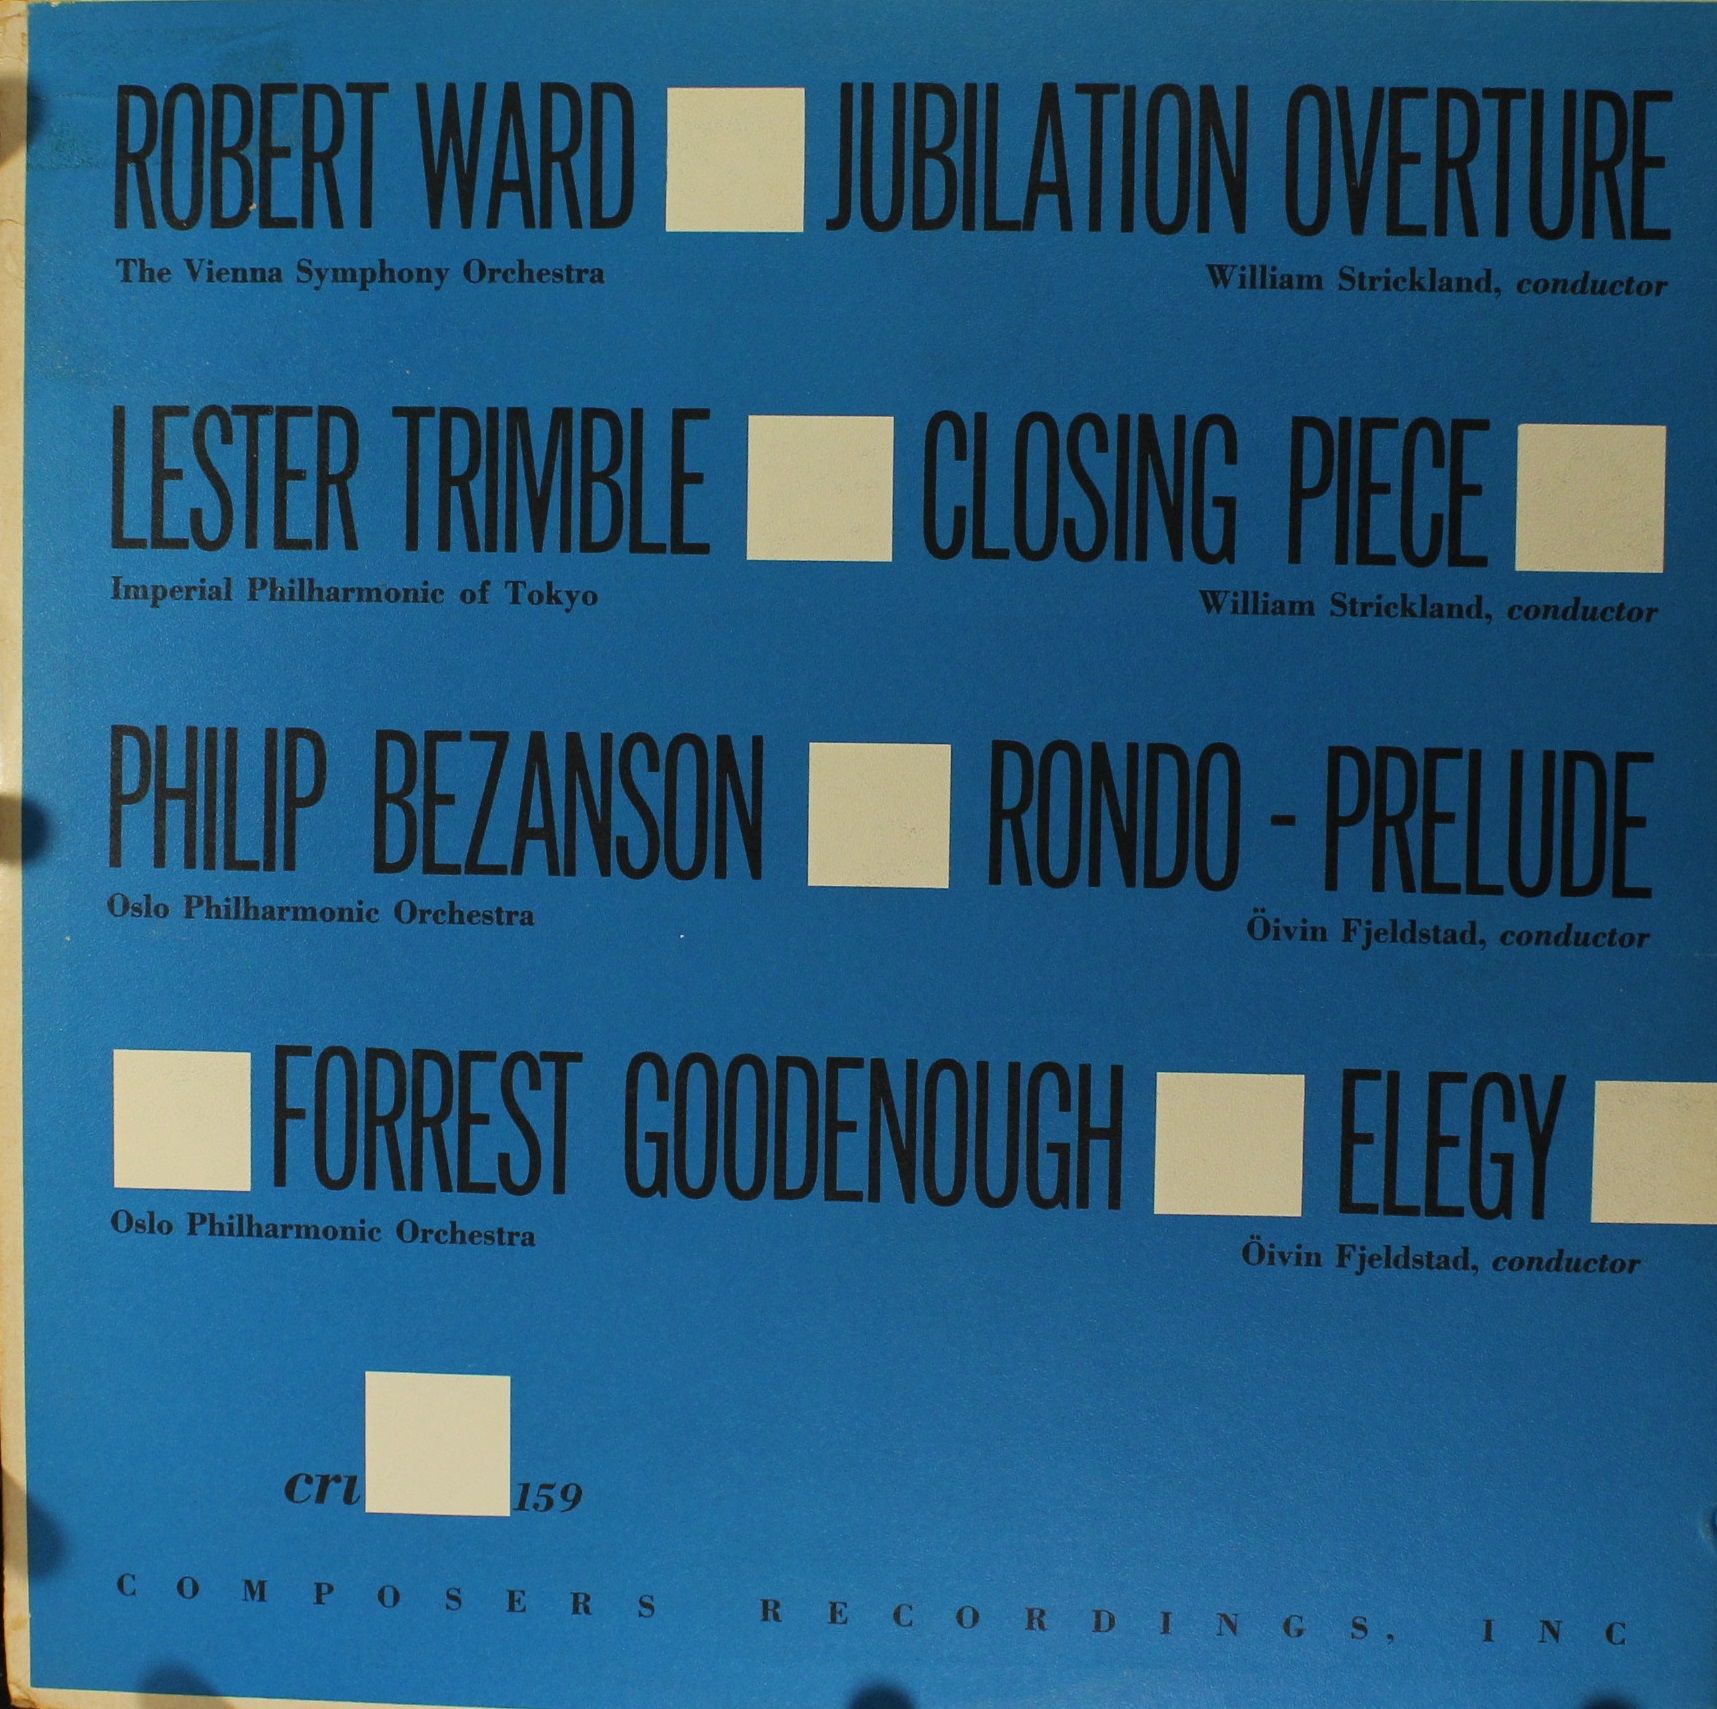 ROBERT WARD JUBILATION OVERTURE
The Vienna Symphony Orchestra William Strickland, conductor
LESTER TRIMBLE CLOSING PIECE
Imperial Philharmonic of Tokyo William Strickland, conductor
PHILIP BEZANSON RONDO - PRELUDE
Oslo Philharmonic Orchestra Öivin Fjeldstad, conductor
FORREST GOODENOUGH ELEGY
Oslo Philharmonic Orchestra Öivin Fjeldstad, conductor
cri 159
COMPOSERS RECORDINGS, INC